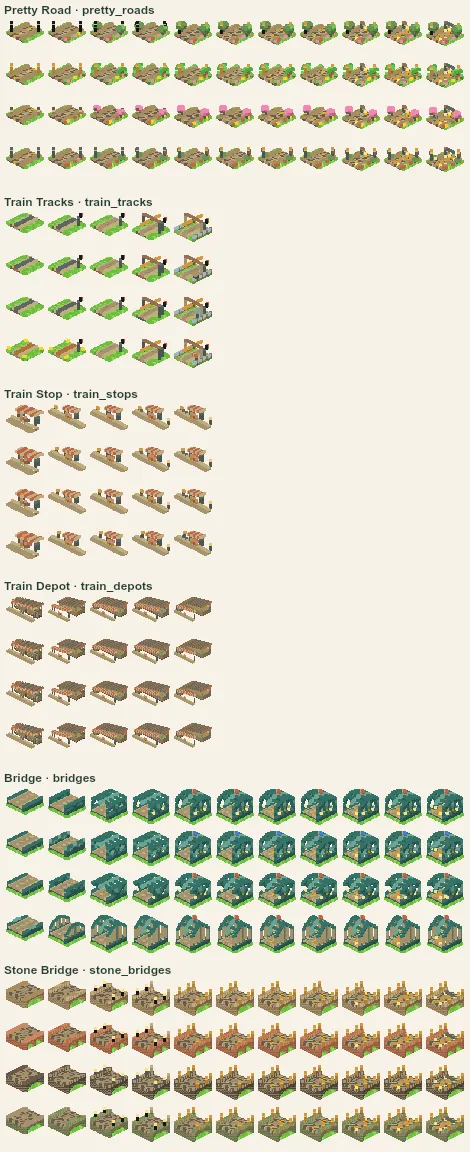 Pretty Road · pretty_roads
Train Tracks · train_tracks
Train Stop · train_stops
Train Depot · train_depots
Bridge · bridges
Stone Bridge · stone_bridges